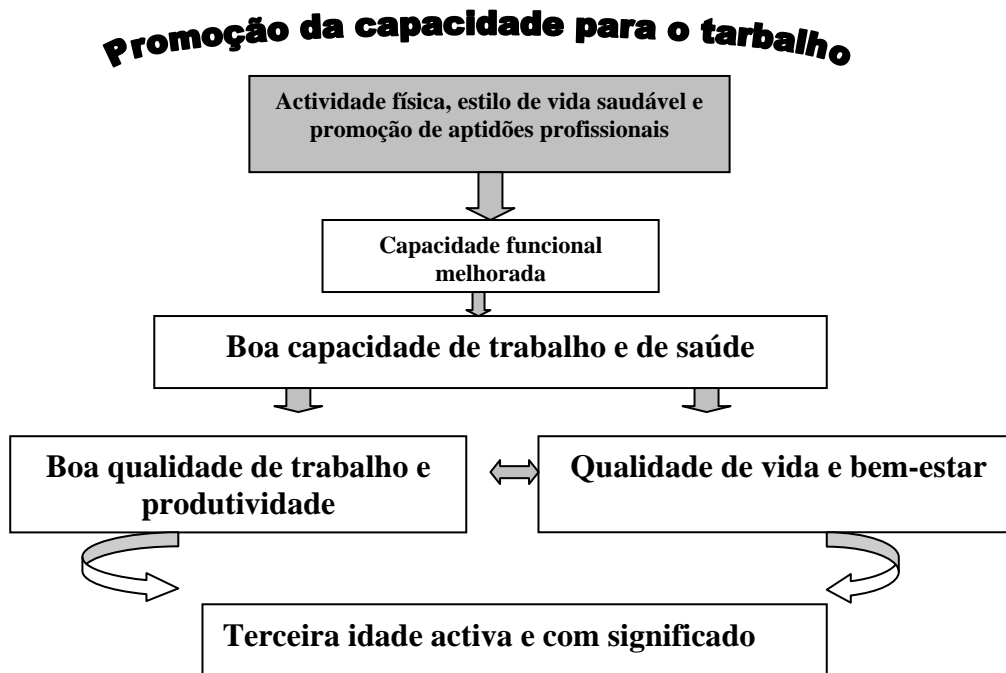 Promoção da capacidade para o tarbalho
Actividade física, estilo de vida saudável e
promoção de aptidões profissionais
Capacidade funcional
melhorada
Boa capacidade de trabalho e de saúde
Boa qualidade de trabalho e
produtividade
Qualidade de vida e bem-estar
Terceira idade activa e com significado